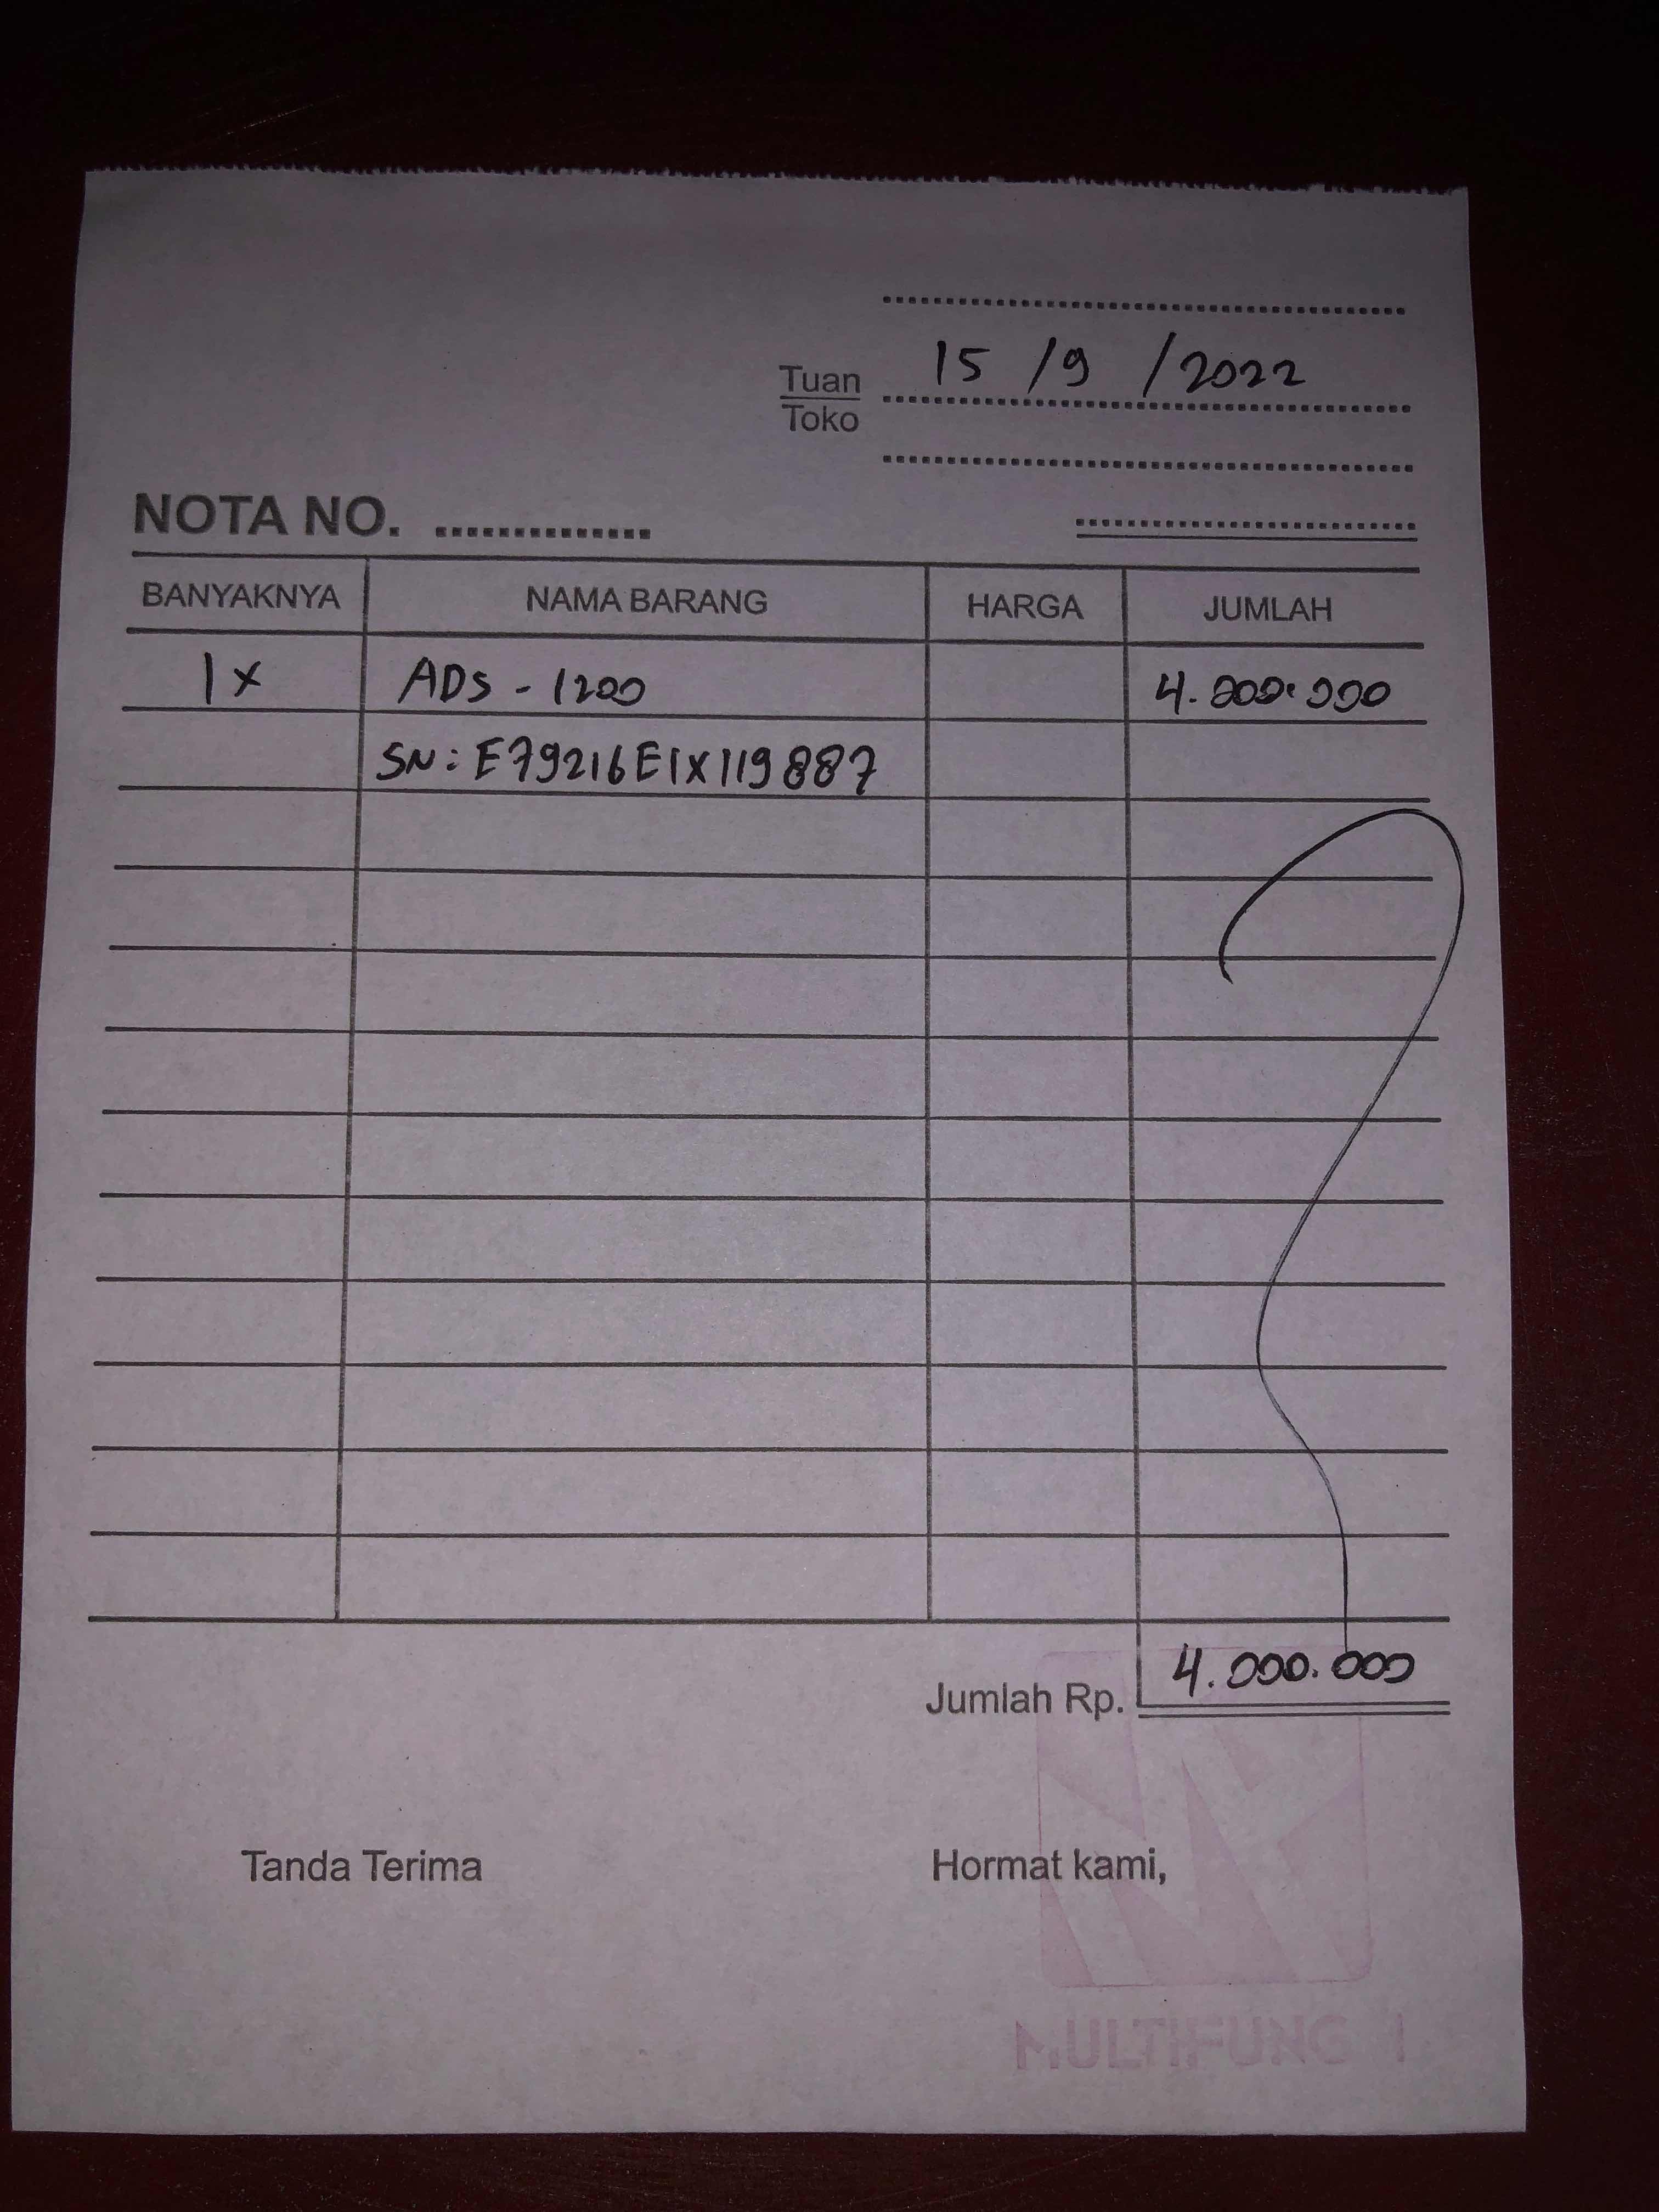 15 / 9 / 2022
Tuan
Toko
NOTA NO.
BANYAKNYA NAMA BARANG HARGA JUMLAH
1x ADS - 1200 4.000.000
SN: E79216E1X119887
Jumlah Rp. 4.000.000
Tanda Terima Hormat kami,
MULTIFUNG I